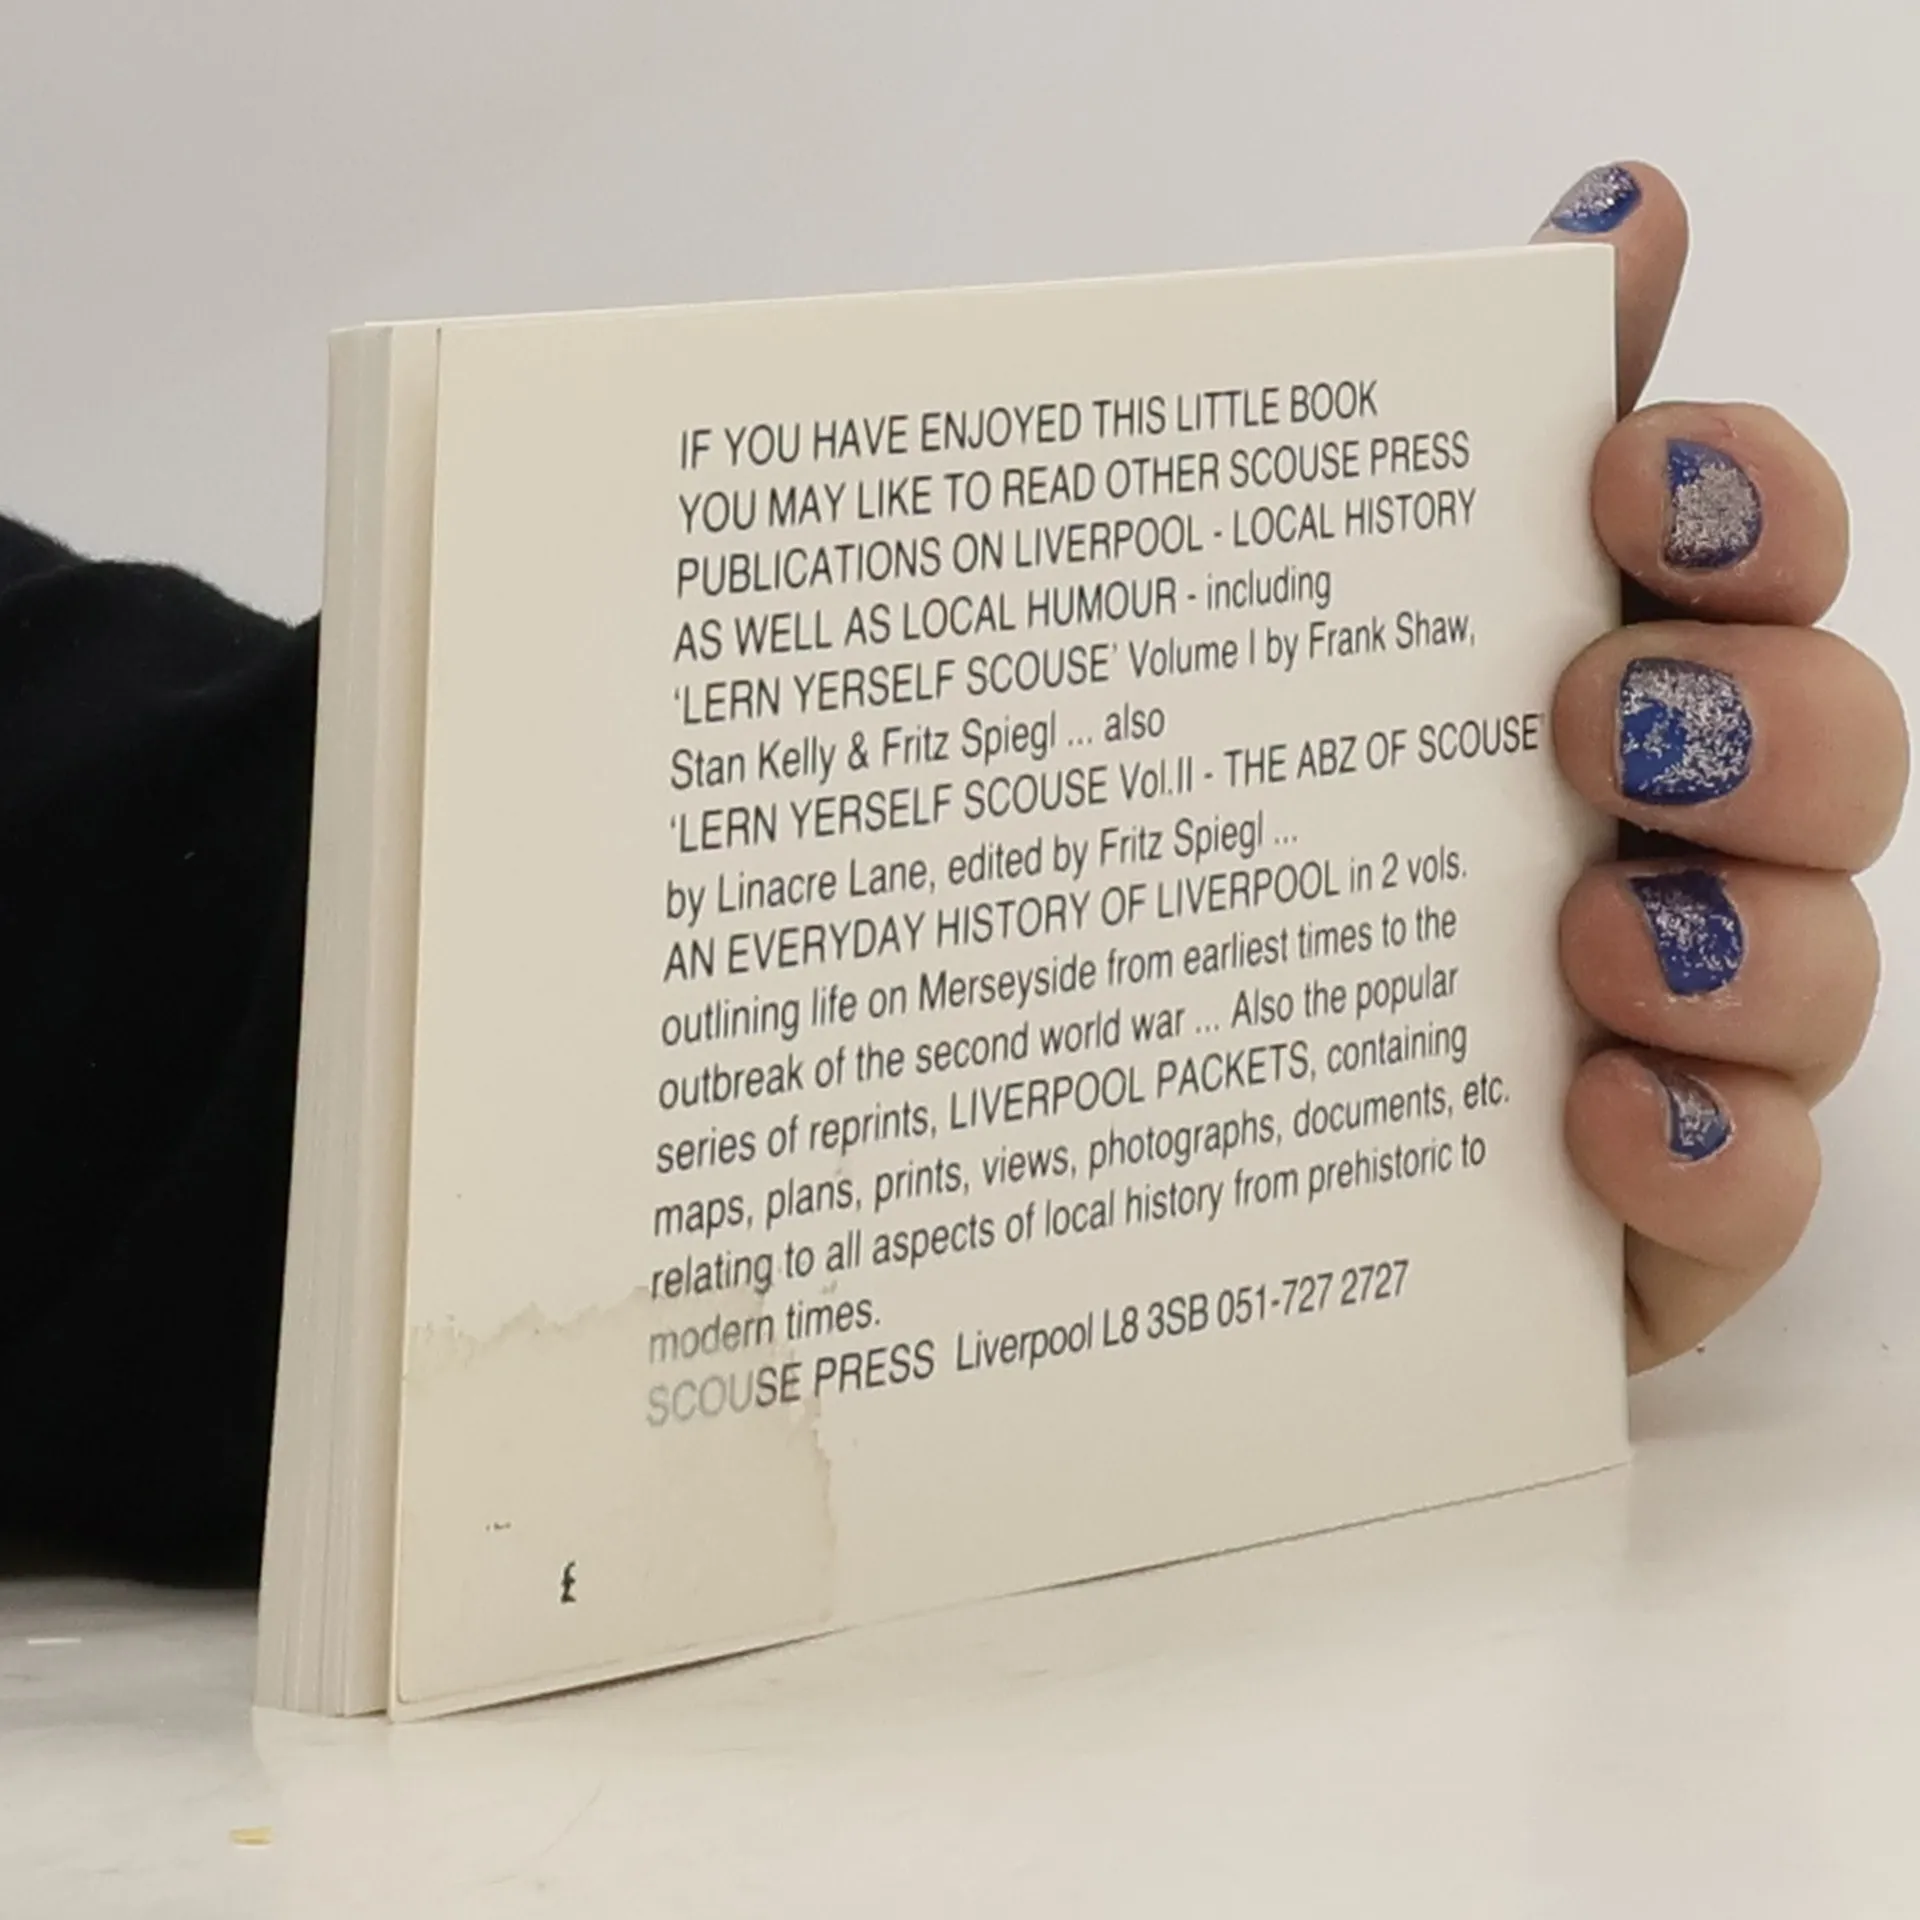 IF YOU HAVE ENJOYED THIS LITTLE BOOK
YOU MAY LIKE TO READ OTHER SCOUSE PRESS
PUBLICATIONS ON LIVERPOOL - LOCAL HISTORY
AS WELL AS LOCAL HUMOUR - including
‘LERN YERSELF SCOUSE’ Volume I by Frank Shaw,
Stan Kelly & Fritz Spiegl ... also
‘LERN YERSELF SCOUSE Vol.II - THE ABZ OF SCOUSE’
by Linacre Lane, edited by Fritz Spiegl ...
AN EVERYDAY HISTORY OF LIVERPOOL in 2 vols.
outlining life on Merseyside from earliest times to the
outbreak of the second world war ... Also the popular
series of reprints, LIVERPOOL PACKETS, containing
maps, plans, prints, views, photographs, documents, etc.
relating to all aspects of local history from prehistoric to
modern times.
SCOUSE PRESS Liverpool L8 3SB 051-727 2727
£